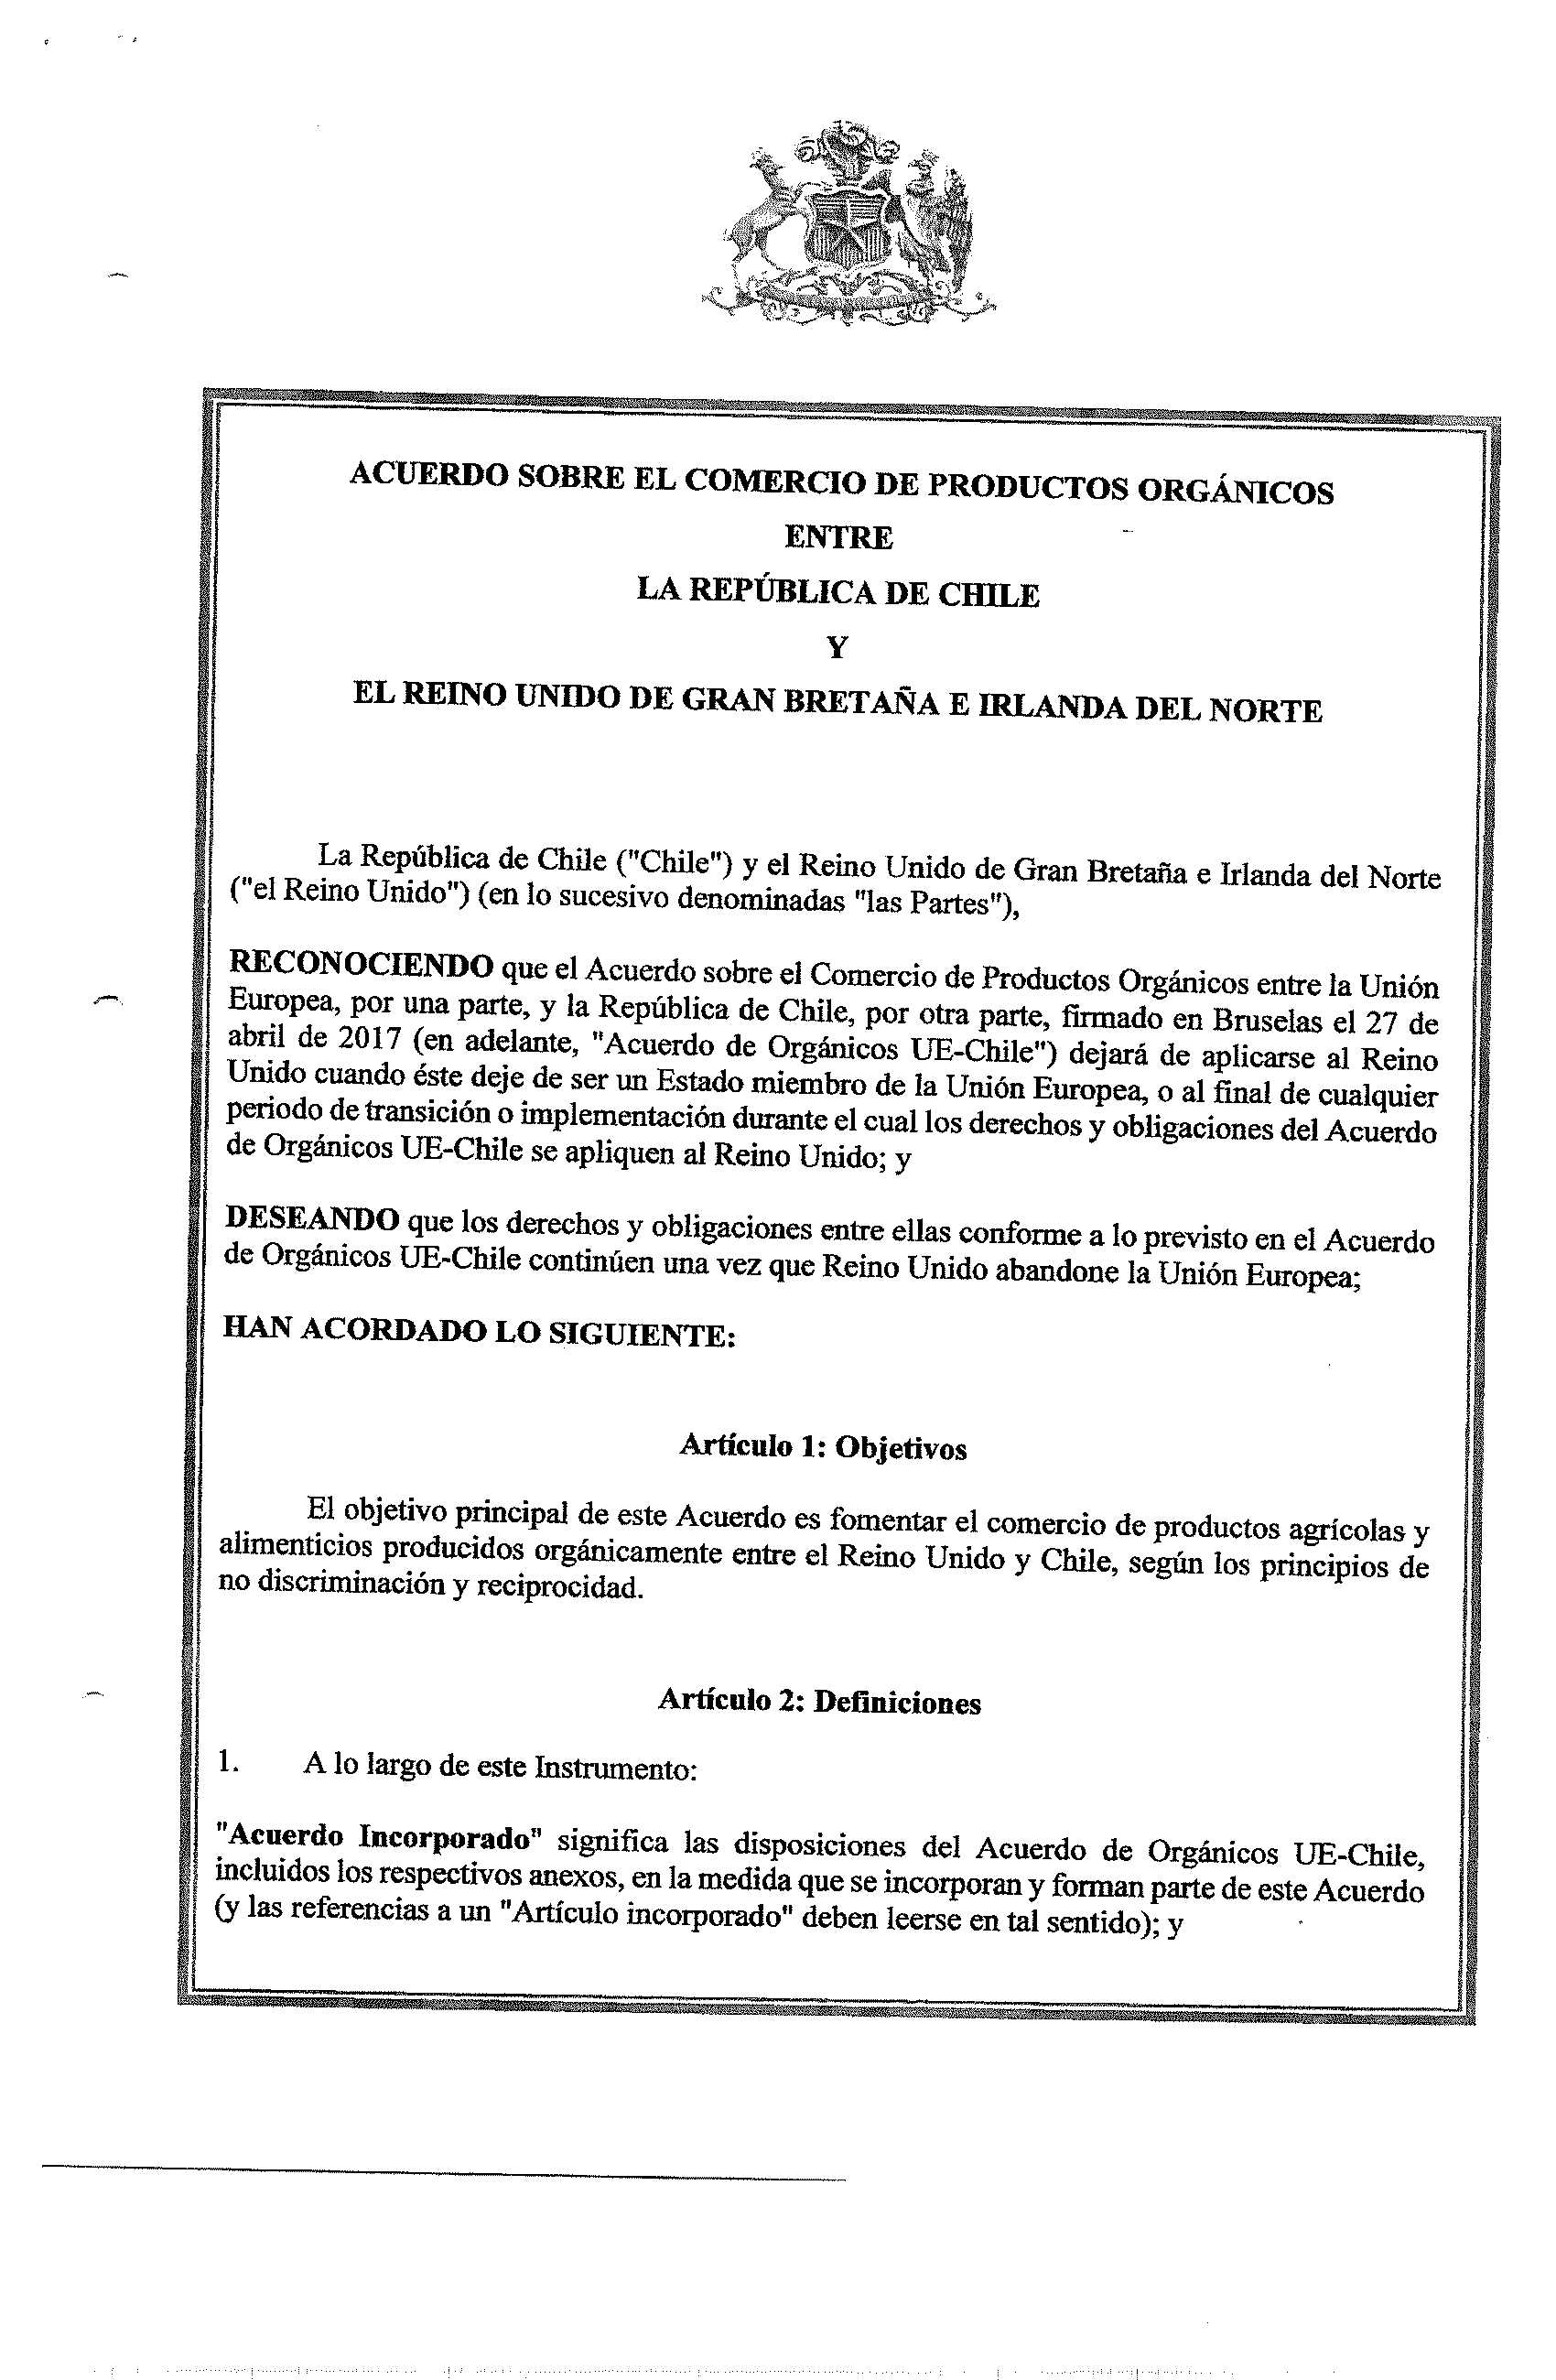 ACUERDO SOBRE EL COMERCIO DE PRODUCTOS ORGÁNICOS
ENTRE
LA REPÚBLICA DE CHILE
Y
EL REINO UNIDO DE GRAN BRETAÑA E IRLANDA DEL NORTE
La República de Chile ("Chile") y el Reino Unido de Gran Bretaña e Irlanda del Norte
("el Reino Unido") (en lo sucesivo denominadas "las Partes"),
RECONOCIENDO que el Acuerdo sobre el Comercio de Productos Orgánicos entre la Unión
Europea, por una parte, y la República de Chile, por otra parte, firmado en Bruselas el 27 de
abril de 2017 (en adelante, "Acuerdo de Orgánicos UE-Chile") dejará de aplicarse al Reino
Unido cuando éste deje de ser un Estado miembro de la Unión Europea, o al final de cualquier
periodo de transición o implementación durante el cual los derechos y obligaciones del Acuerdo
de Orgánicos UE-Chile se apliquen al Reino Unido; y
DESEANDO que los derechos y obligaciones entre ellas conforme a lo previsto en el Acuerdo
de Orgánicos UE-Chile continúen una vez que Reino Unido abandone la Unión Europea;
HAN ACORDADO LO SIGUIENTE:
Artículo 1: Objetivos
El objetivo principal de este Acuerdo es fomentar el comercio de productos agrícolas y
alimenticios producidos orgánicamente entre el Reino Unido y Chile, según los principios de
no discriminación y reciprocidad.
Artículo 2: Definiciones
1. A lo largo de este Instrumento:
"Acuerdo Incorporado" significa las disposiciones del Acuerdo de Orgánicos UE-Chile,
incluidos los respectivos anexos, en la medida que se incorporan y forman parte de este Acuerdo
(y las referencias a un "Artículo incorporado" deben leerse en tal sentido); y